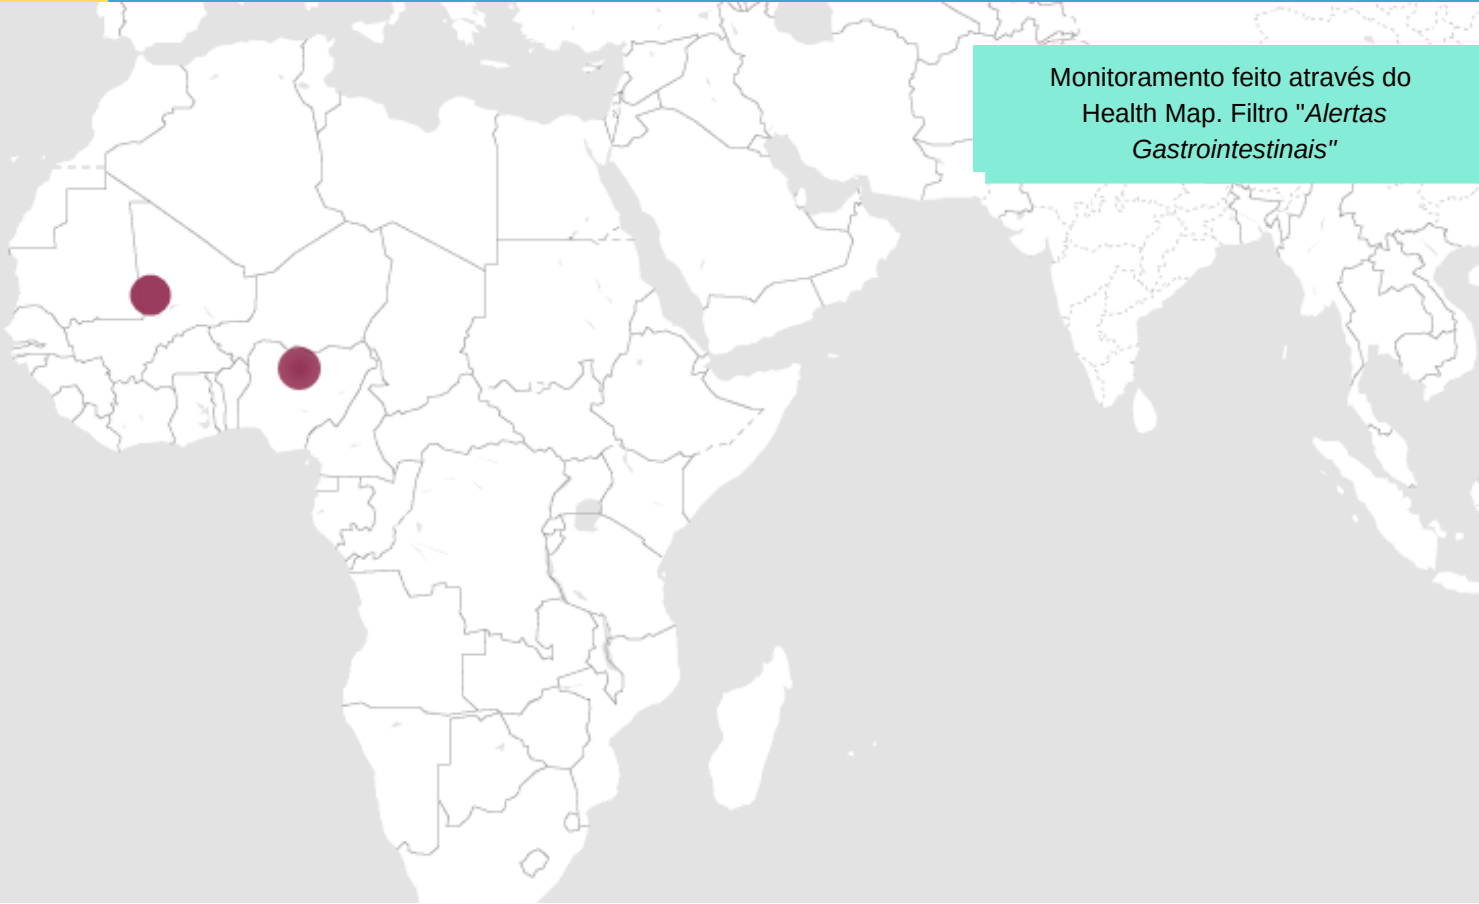 Monitoramento feito através do
Health Map. Filtro "Alertas
Gastrointestinais"